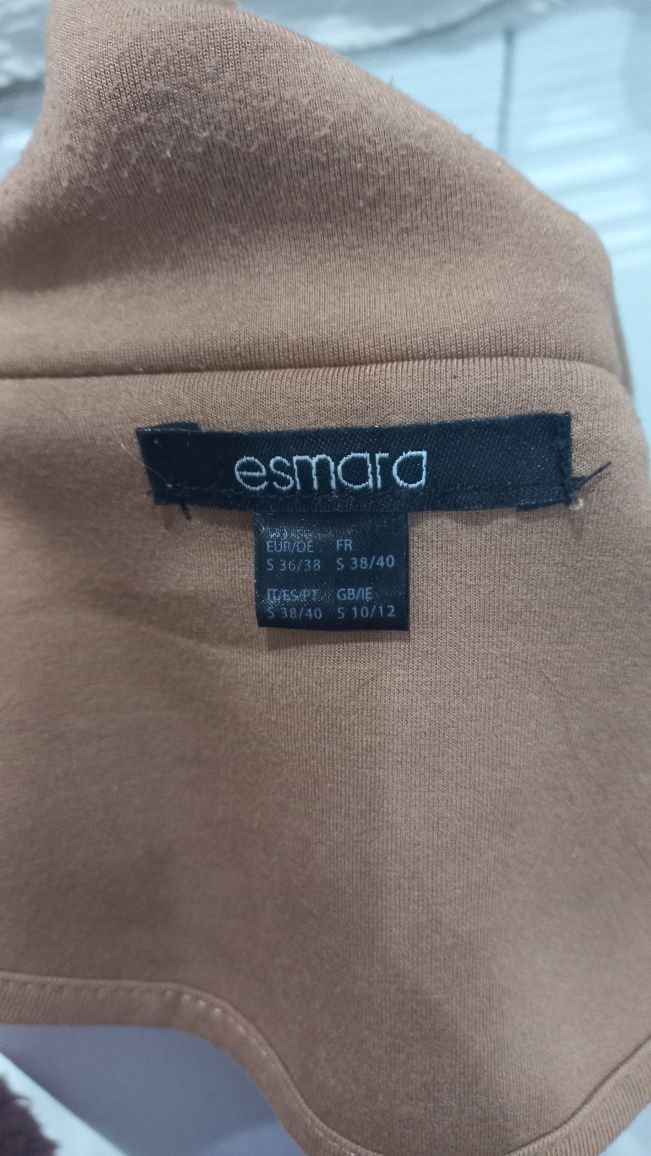 esmara
EUR/DE FR
S 36/38 S 38/40
IT/ES/PT GB/IE
S 38/40 S 10/12